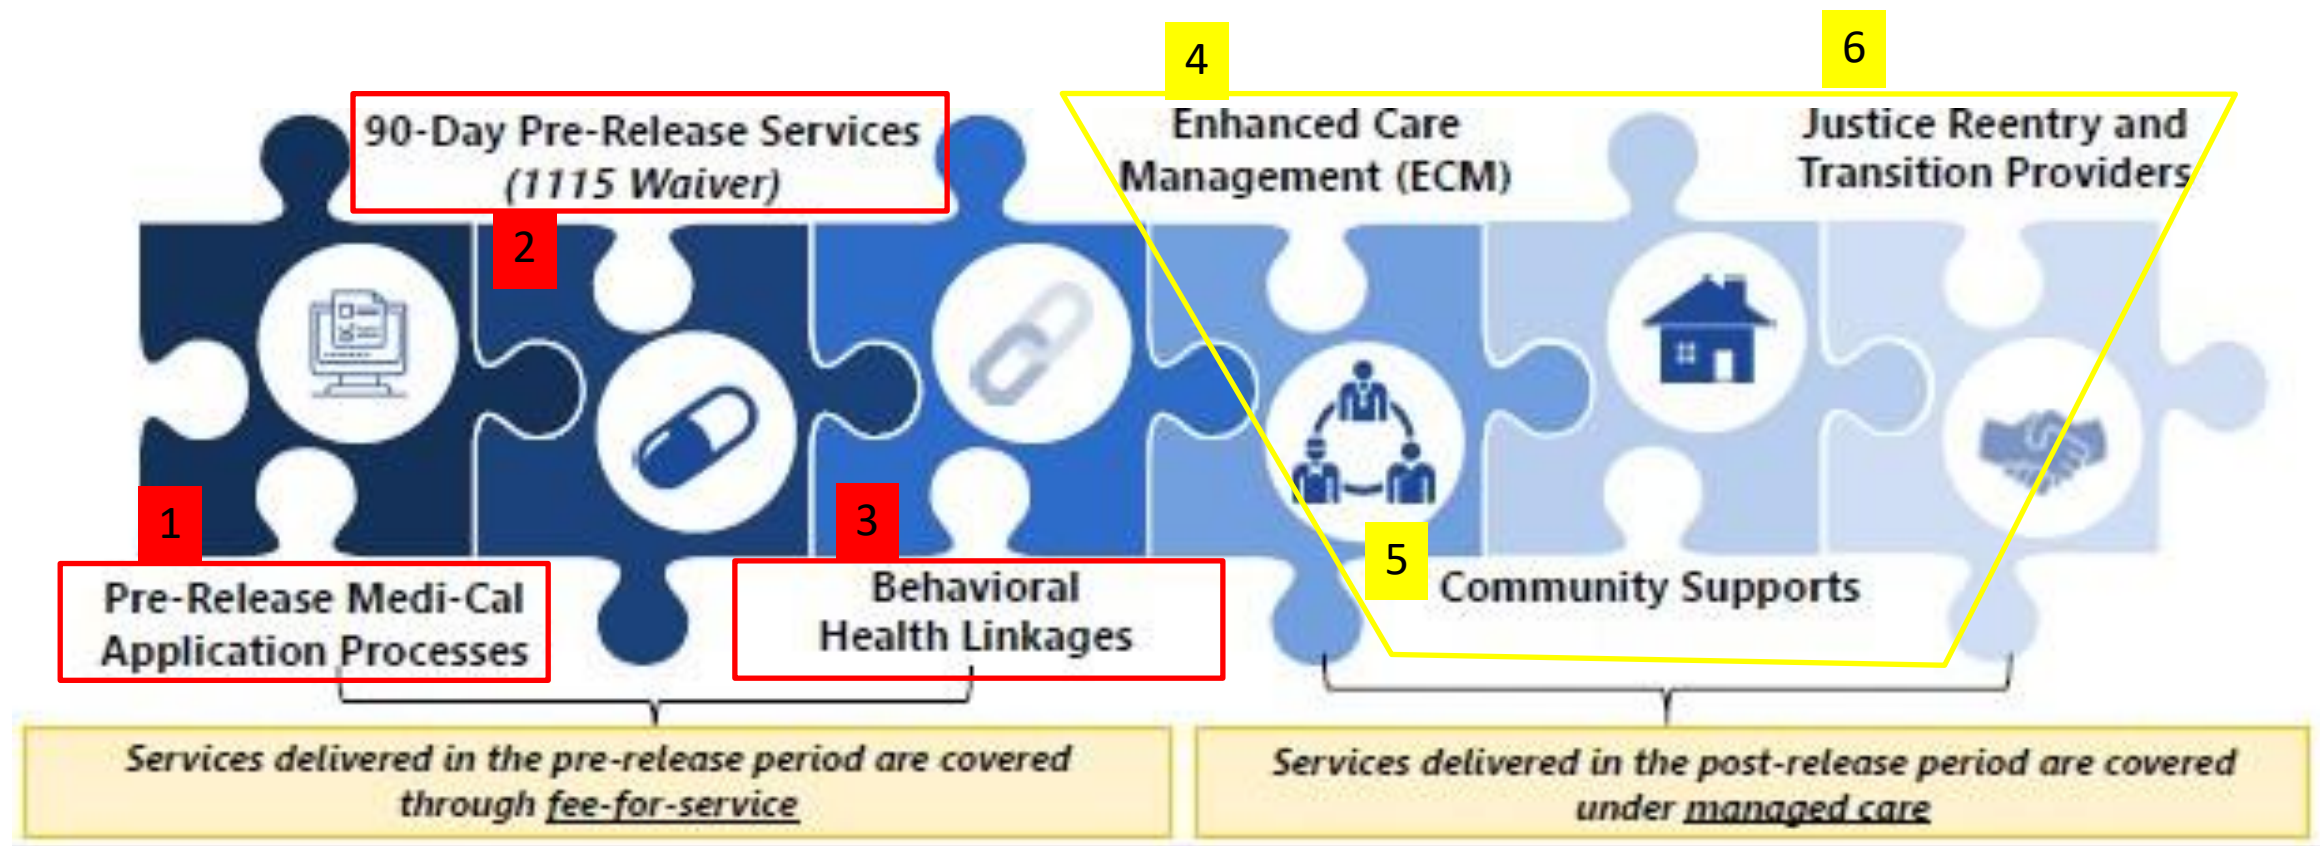 4
6
90-Day Pre-Release Services
(1115 Waiver)
2
Enhanced Care
Management (ECM)
Justice Reentry and
Transition Providers
1
Pre-Release Medi-Cal
Application Processes
3
Behavioral
Health Linkages
5
Community Supports
Services delivered in the pre-release period are covered
through fee-for-service
Services delivered in the post-release period are covered
under managed care